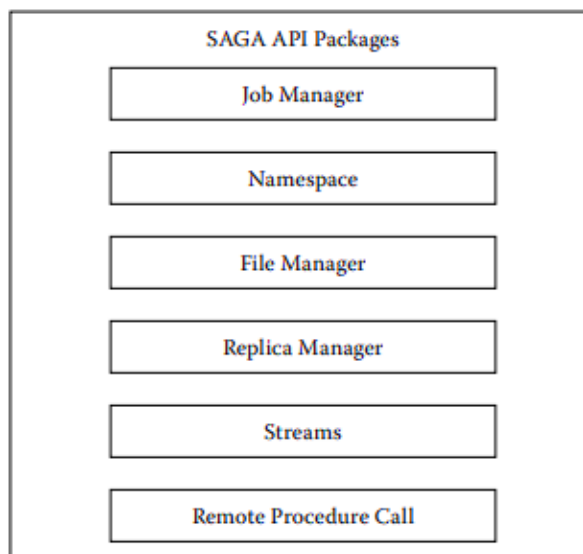 SAGA API Packages
Job Manager
Namespace
File Manager
Replica Manager
Streams
Remote Procedure Call